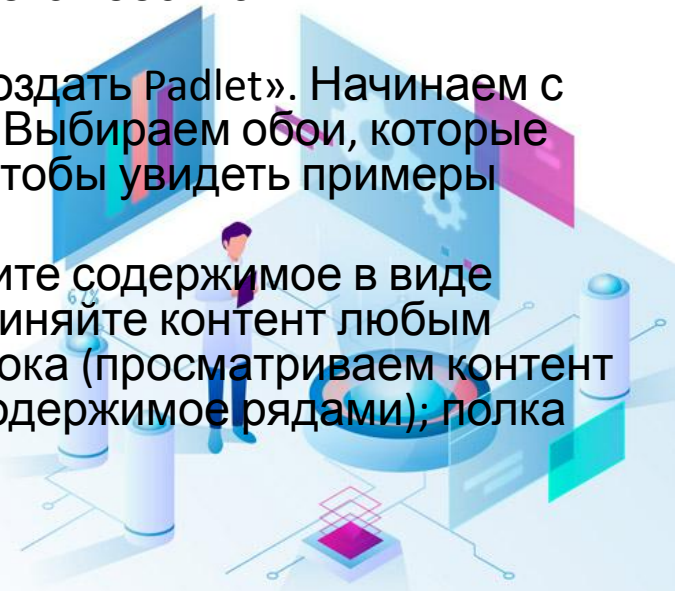 оздать Padlet». Начинаем с
Выбираем обои, которые
тобы увидеть примеры
ите содержимое в виде
67%
иняйте контент любым
ока (просматриваем контент
одержимое рядами); полка